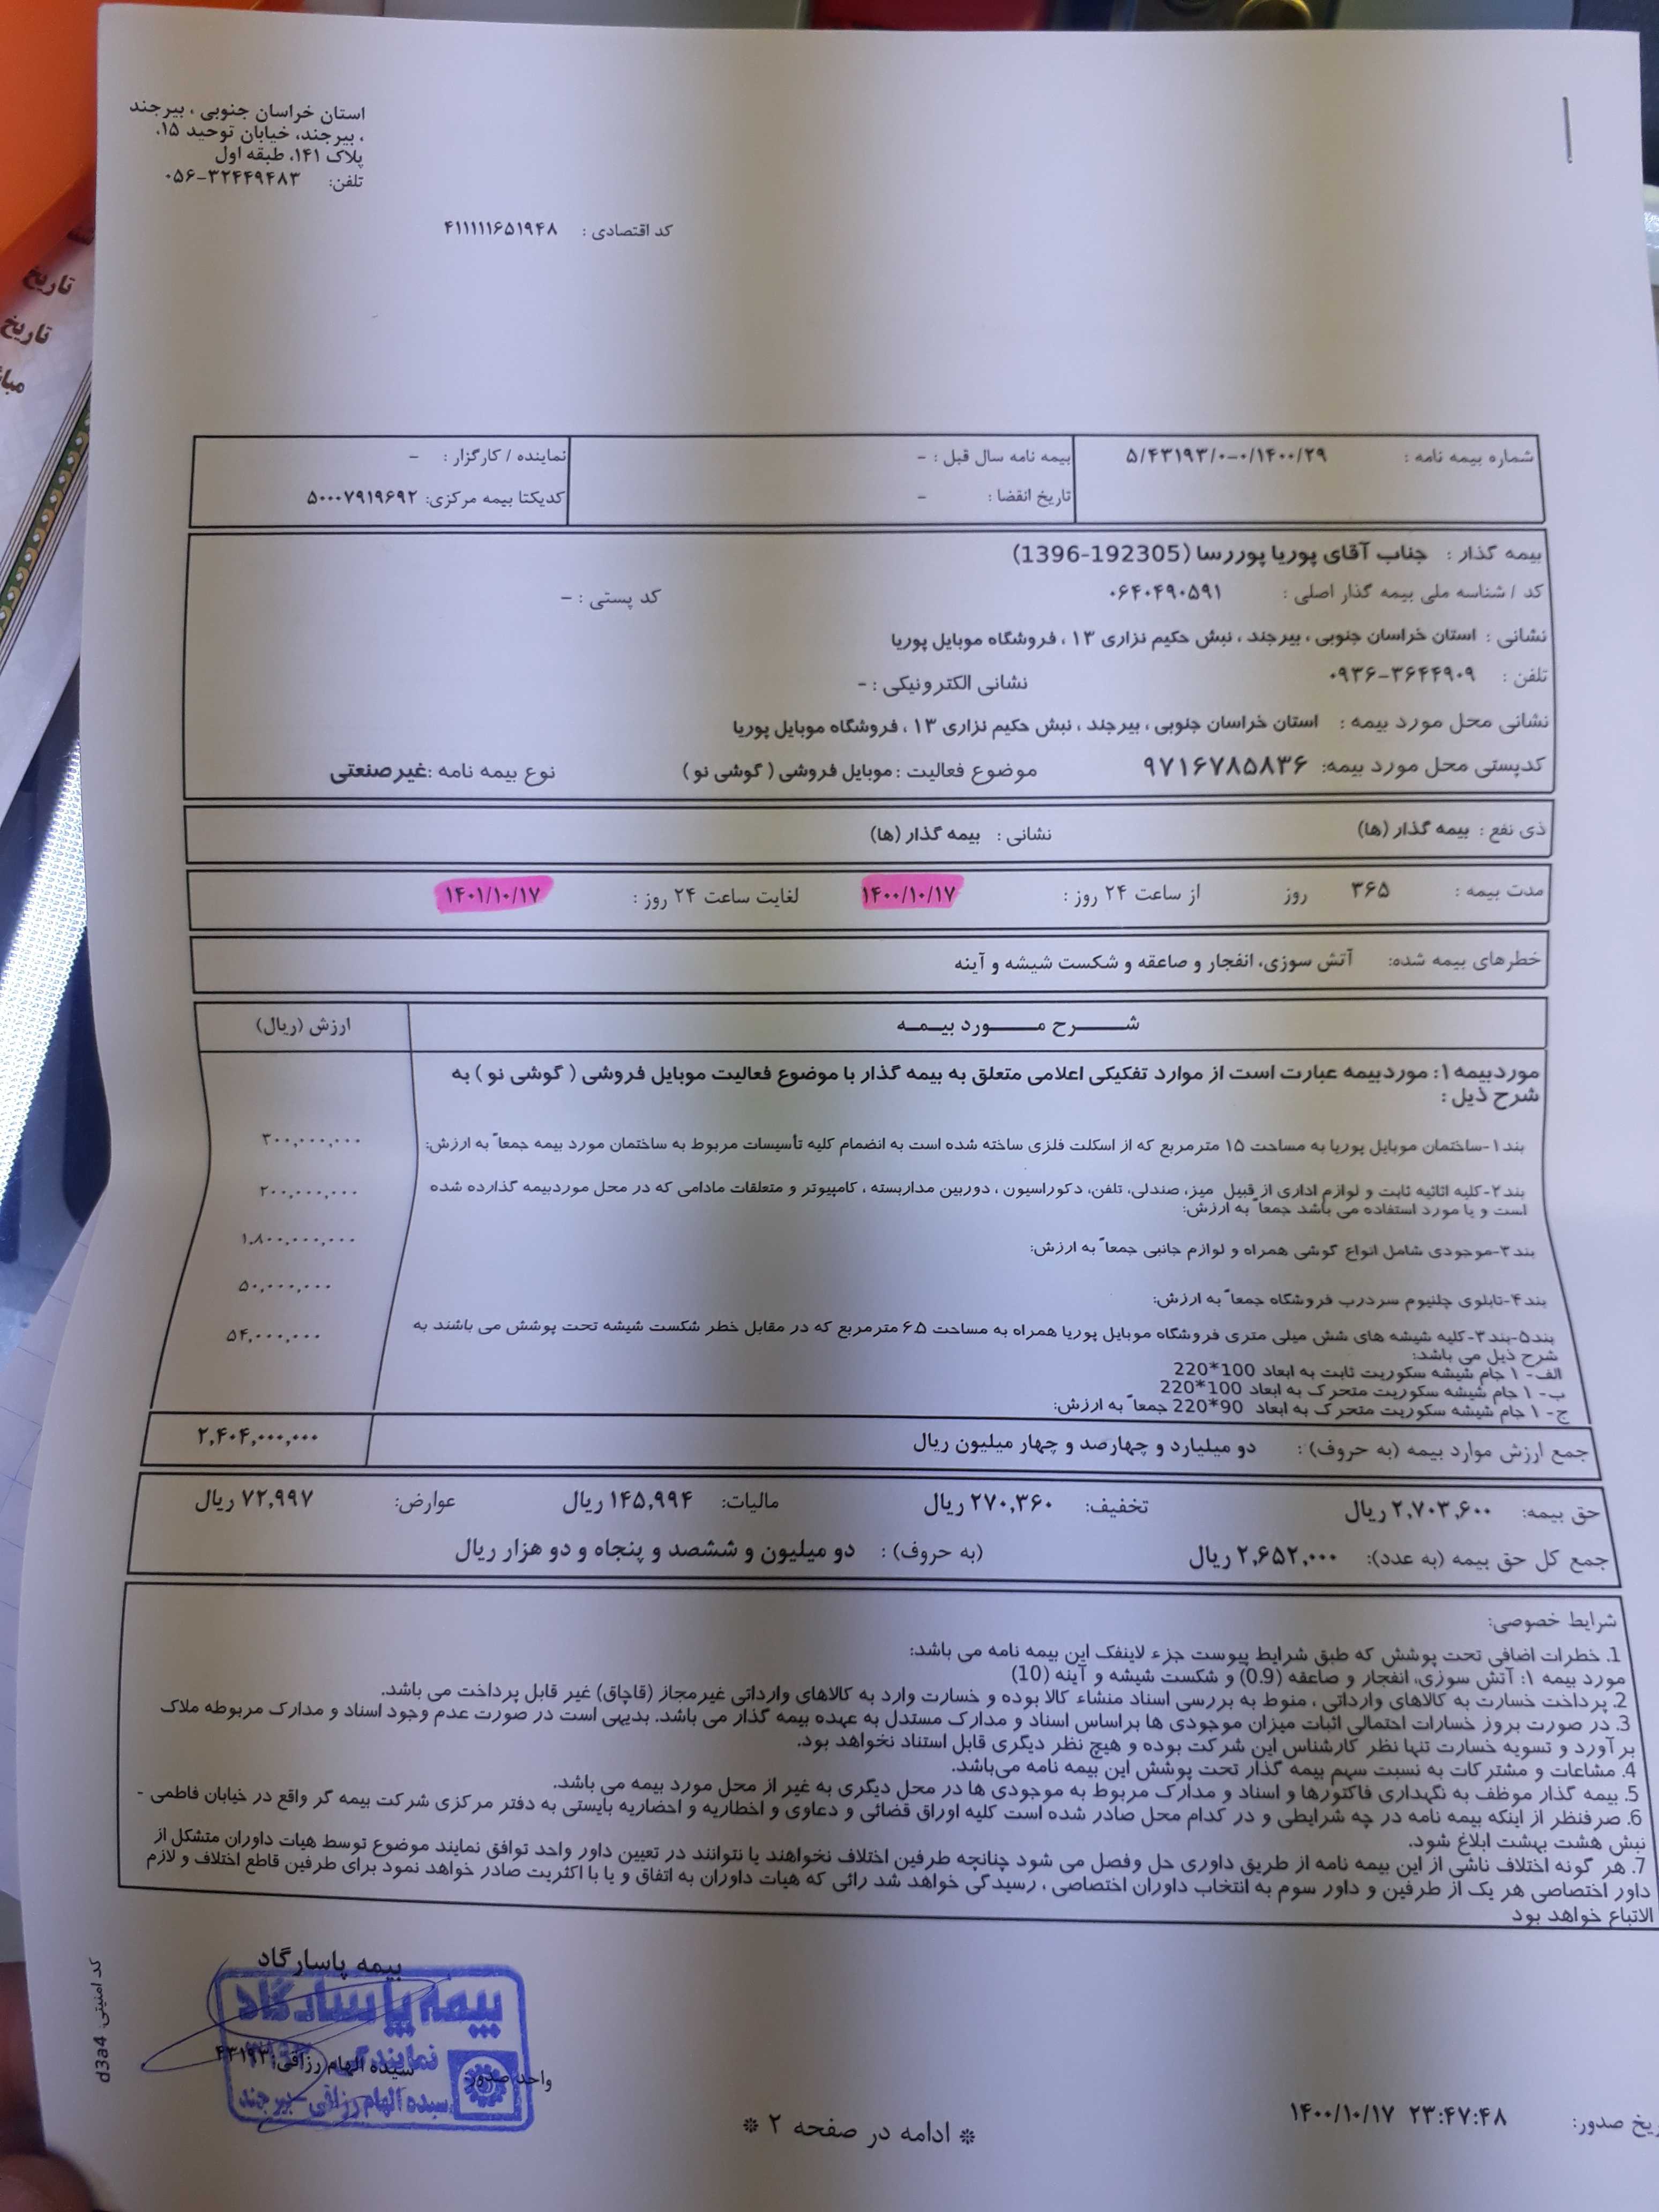 استان خراسان جنوبی ، بیرجند
، بیرجند، خیابان توحید ۱۵،
پلاک ۱۴۱، طبقه اول
تلفن: ۰۵۶-۳۲۴۴۹۴۸۳
کد اقتصادی : ۴۱۱۱۱۱۶۵۱۹۴۸
تاریخ
تاریخ
شماره بیمه نامه : ۵/۴۳۱۹۳/۰-۰/۱۴۰۰/۲۹ بیمه نامه سال قبل : - نماینده / کارگزار : -
تاریخ انقضا : - کدیکتا بیمه مرکزی: ۵۰۰۰۷۹۱۹۶۹۲
بیمه گذار : جناب آقای پوریا پوررسا (192305-1396)
کد / شناسه ملی بیمه گذار اصلی : ۰۶۴۰۴۹۰۵۹۱ کد پستی : -
نشانی : استان خراسان جنوبی ، بیرجند ، نبش حکیم نزاری ۱۳ ، فروشگاه موبایل پوریا
تلفن : ۰۹۳۶-۳۶۴۴۹۰۹ نشانی الکترونیکی : -
نشانی محل مورد بیمه : استان خراسان جنوبی ، بیرجند ، نبش حکیم نزاری ۱۳ ، فروشگاه موبایل پوریا
کدپستی محل مورد بیمه: ۹۷۱۶۷۸۵۸۳۶ موضوع فعالیت : موبایل فروشی ( گوشی نو ) نوع بیمه نامه :غیرصنعتی
ذی نفع : بیمه گذار (ها) نشانی : بیمه گذار (ها)
مدت بیمه : ۳۶۵ روز از ساعت ۲۴ روز : ۱۴۰۰/۱۰/۱۷ لغایت ساعت ۲۴ روز : ۱۴۰۱/۱۰/۱۷
خطرهای بیمه شده: آتش سوزی، انفجار و صاعقه و شکست شیشه و آینه
شــــــرح مــــــورد بیــمــه ارزش (ریال)
موردبیمه ۱: موردبیمه عبارت است از موارد تفکیکی اعلامی متعلق به بیمه گذار با موضوع فعالیت موبایل فروشی ( گوشی نو ) به
شرح ذیل :
بند ۱-ساختمان موبایل پوریا به مساحت ۱۵ مترمربع که از اسکلت فلزی ساخته شده است به انضمام کلیه تأسیسات مربوط به ساختمان مورد بیمه جمعاً به ارزش: ۳۰۰,۰۰۰,۰۰۰
بند ۲-کلیه اثاثیه ثابت و لوازم اداری از قبیل میز، صندلی، تلفن، دکوراسیون ، دوربین مداربسته ، کامپیوتر و متعلقات مادامی که در محل موردبیمه گذارده شده ۲۰۰,۰۰۰,۰۰۰
است و یا مورد استفاده می باشد جمعاً به ارزش:
بند ۳-موجودی شامل انواع گوشی همراه و لوازم جانبی جمعاً به ارزش: ۱,۸۰۰,۰۰۰,۰۰۰
بند ۴-تابلوی چلنیوم سردرب فروشگاه جمعاً به ارزش: ۵۰,۰۰۰,۰۰۰
بند ۵-بند ۳-کلیه شیشه های شش میلی متری فروشگاه موبایل پوریا همراه به مساحت ۶.۵ مترمربع که در مقابل خطر شکست شیشه تحت پوشش می باشند به ۵۴,۰۰۰,۰۰۰
شرح ذیل می باشد:
الف- ۱ جام شیشه سکوریت ثابت به ابعاد 100*220
ب- ۱ جام شیشه سکوریت متحرک به ابعاد 100*220
ج- ۱ جام شیشه سکوریت متحرک به ابعاد 90*220 جمعاً به ارزش:
جمع ارزش موارد بیمه (به حروف) : دو میلیارد و چهارصد و چهار میلیون ریال ۲,۴۰۴,۰۰۰,۰۰۰
حق بیمه: ۲,۷۰۳,۶۰۰ ریال تخفیف: ۲۷۰,۳۶۰ ریال مالیات: ۱۴۵,۹۹۴ ریال عوارض: ۷۲,۹۹۷ ریال
جمع کل حق بیمه (به عدد): ۲,۶۵۲,۰۰۰ ریال (به حروف) : دو میلیون و ششصد و پنجاه و دو هزار ریال
شرایط خصوصی:
1. خطرات اضافی تحت پوشش که طبق شرایط پیوست جزء لاینفک این بیمه نامه می باشد:
مورد بیمه ۱: آتش سوزی، انفجار و صاعقه (0.9) و شکست شیشه و آینه (10)
2. پرداخت خسارت به کالاهای وارداتی ، منوط به بررسی اسناد منشاء کالا بوده و خسارت وارد به کالاهای وارداتی غیرمجاز (قاچاق) غیر قابل پرداخت می باشد.
3. در صورت بروز خسارات احتمالی اثبات میزان موجودی ها براساس اسناد و مدارک مستدل به عهده بیمه گذار می باشد. بدیهی است در صورت عدم وجود اسناد و مدارک مربوطه ملاک
برآورد و تسویه خسارت تنها نظر کارشناس این شرکت بوده و هیچ نظر دیگری قابل استناد نخواهد بود.
4. مشاعات و مشترکات به نسبت سهم بیمه گذار تحت پوشش این بیمه نامه می‌باشد.
5. بیمه گذار موظف به نگهداری فاکتورها و اسناد و مدارک مربوط به موجودی ها در محل دیگری به غیر از محل مورد بیمه می باشد.
6. صرفنظر از اینکه بیمه نامه در چه شرایطی و در کدام محل صادر شده است کلیه اوراق قضائی و دعاوی و اخطاریه و احضاریه بایستی به دفتر مرکزی شرکت بیمه گر واقع در خیابان فاطمی -
نبش هشت بهشت ابلاغ شود.
7. هر گونه اختلاف ناشی از این بیمه نامه از طریق داوری حل وفصل می شود چنانچه طرفین اختلاف نخواهند یا نتوانند در تعیین داور واحد توافق نمایند موضوع توسط هیات داوران متشکل از
داور اختصاصی هر یک از طرفین و داور سوم به انتخاب داوران اختصاصی ، رسیدگی خواهد شد رائی که هیات داوران به اتفاق و یا با اکثریت صادر خواهد نمود برای طرفین قاطع اختلاف و لازم
الاتباع خواهد بود
بیمه پاسارگاد
بیمه پاسارگاد
نمایندگی
سیده الهام رزاقی: ۴۳۱۹۳
واحد صدور
سیده الهام رزاقی-بیرجند
کد امنیتی: d3a4
* ادامه در صفحه ۲ *
ریخ صدور: ۱۴۰۰/۱۰/۱۷ ۲۳:۴۷:۴۸